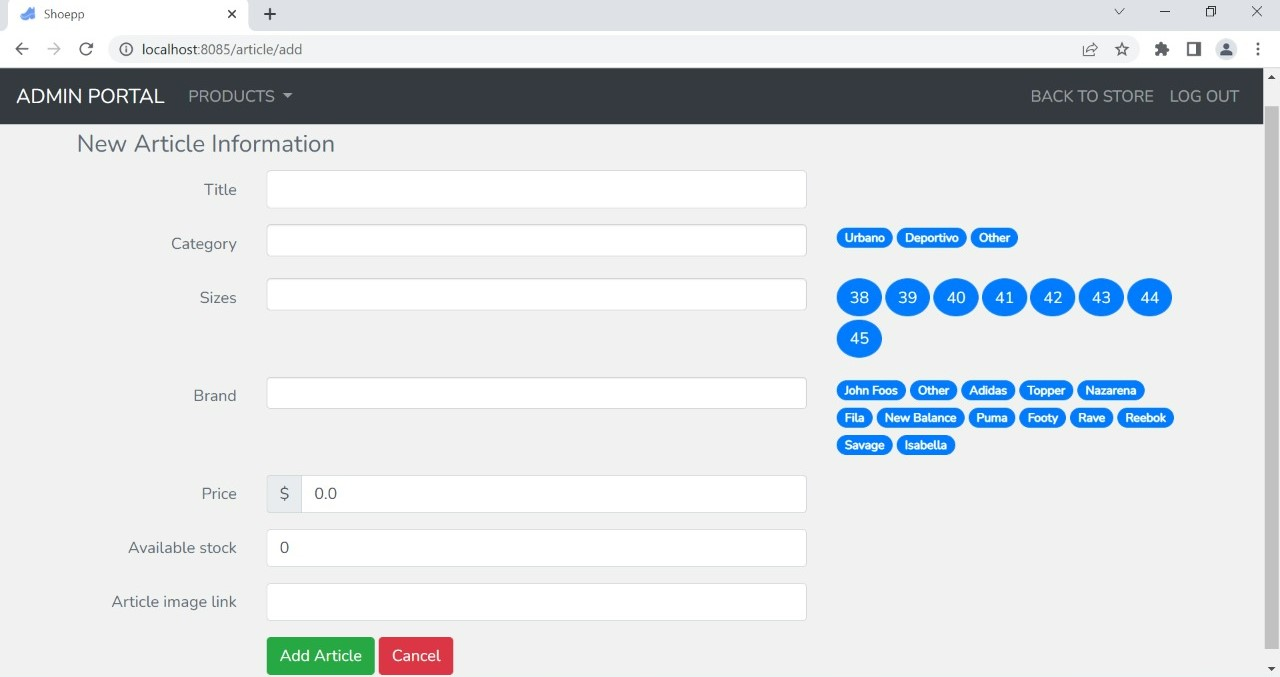 Shoepp
localhost:8085/article/add
ADMIN PORTAL PRODUCTS BACK TO STORE LOG OUT
New Article Information
Title
Category Urbano Deportivo Other
Sizes 38 39 40 41 42 43 44
45
Brand John Foos Other Adidas Topper Nazarena
Fila New Balance Puma Footy Rave Reebok
Savage Isabella
Price $ 0.0
Available stock 0
Article image link
Add Article Cancel